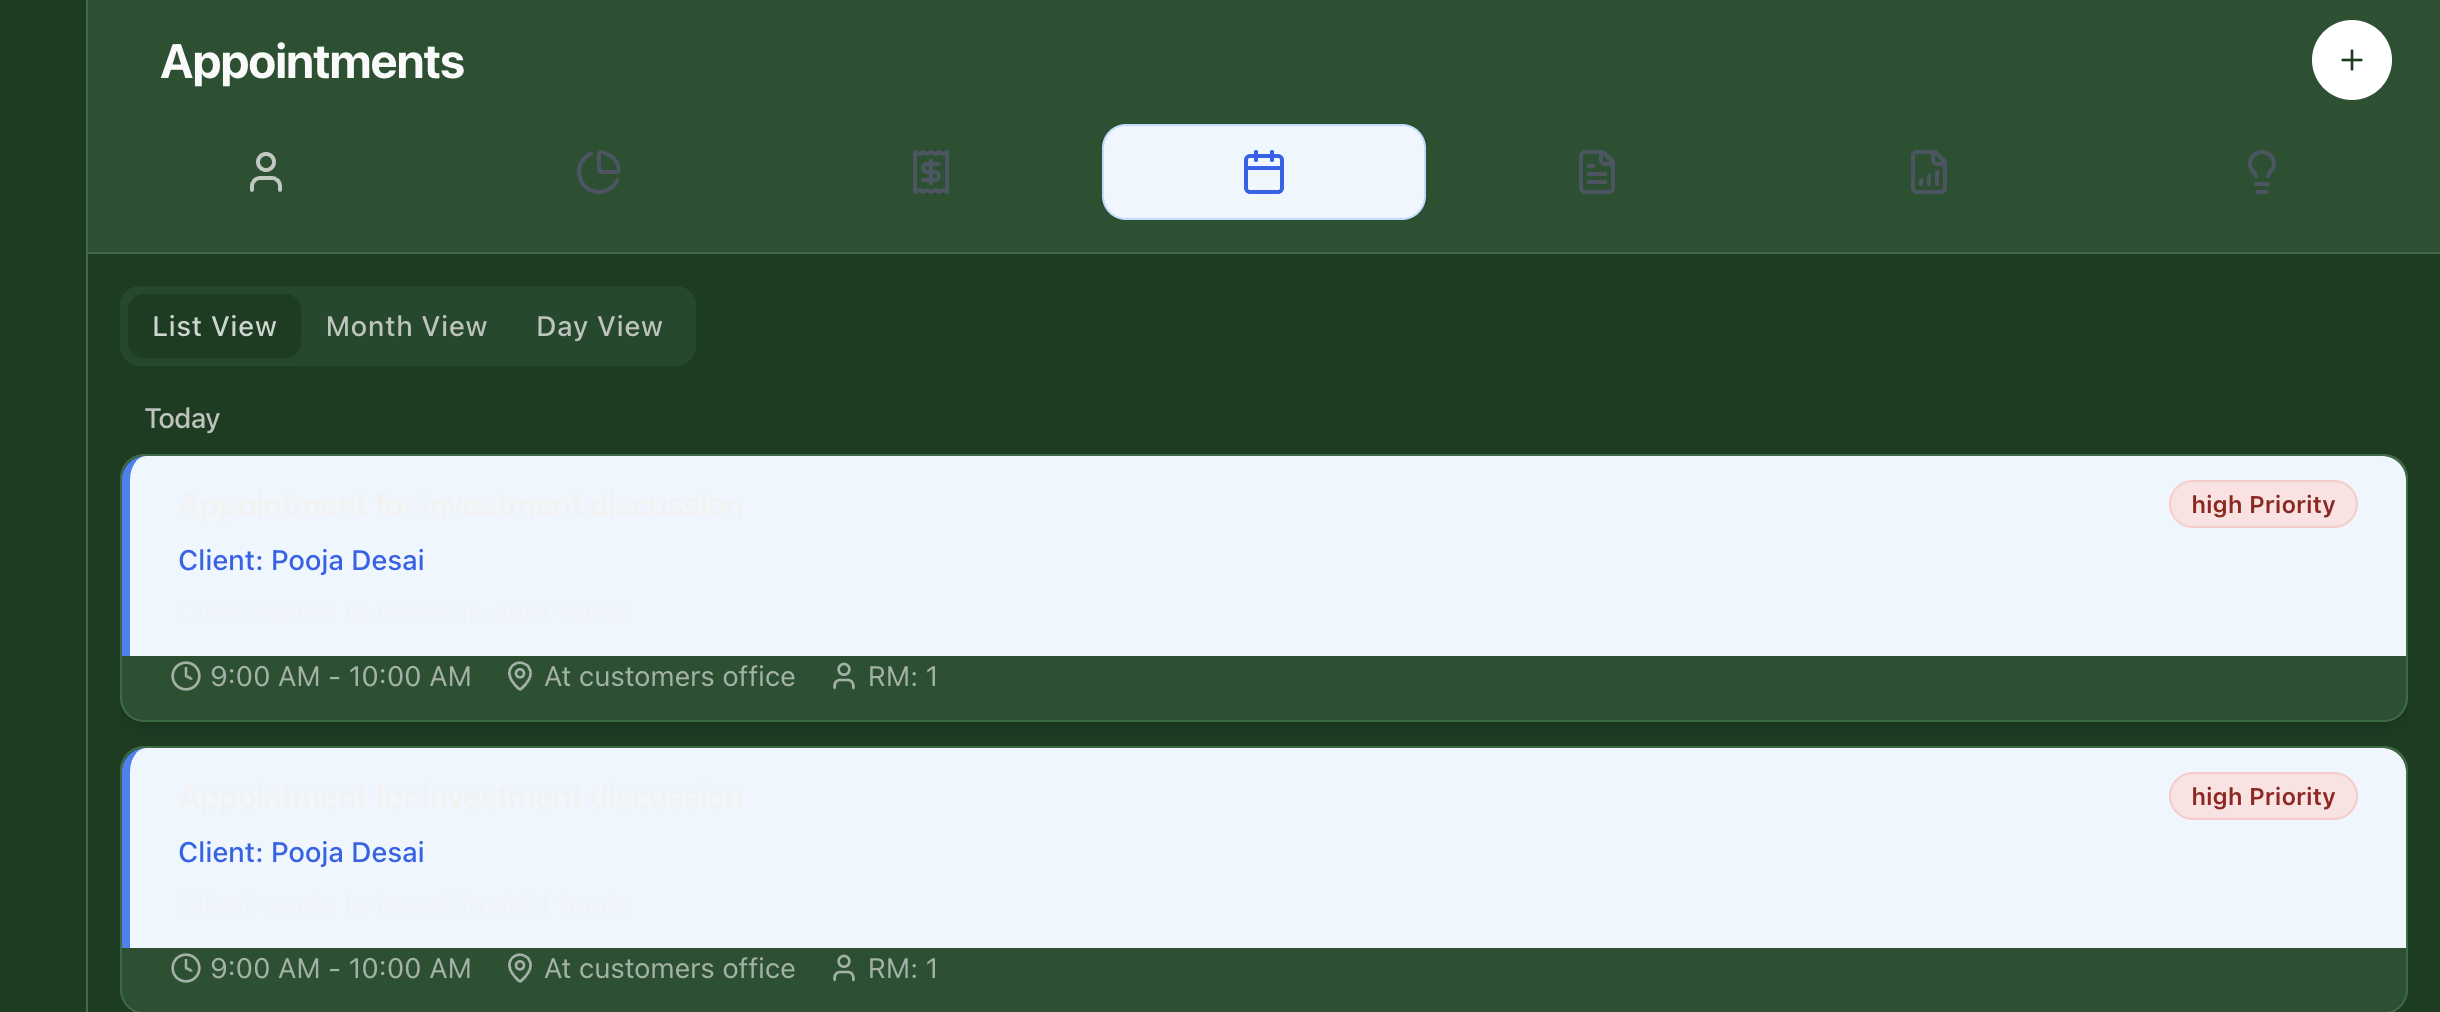 Appointments
List View Month View Day View
Today
Appointment for investment discussion
high Priority
Client: Pooja Desai
Client wants to invest in debt funds
9:00 AM - 10:00 AM At customers office RM: 1
Appointment for investment discussion
high Priority
Client: Pooja Desai
Client wants to invest in debt funds
9:00 AM - 10:00 AM At customers office RM: 1